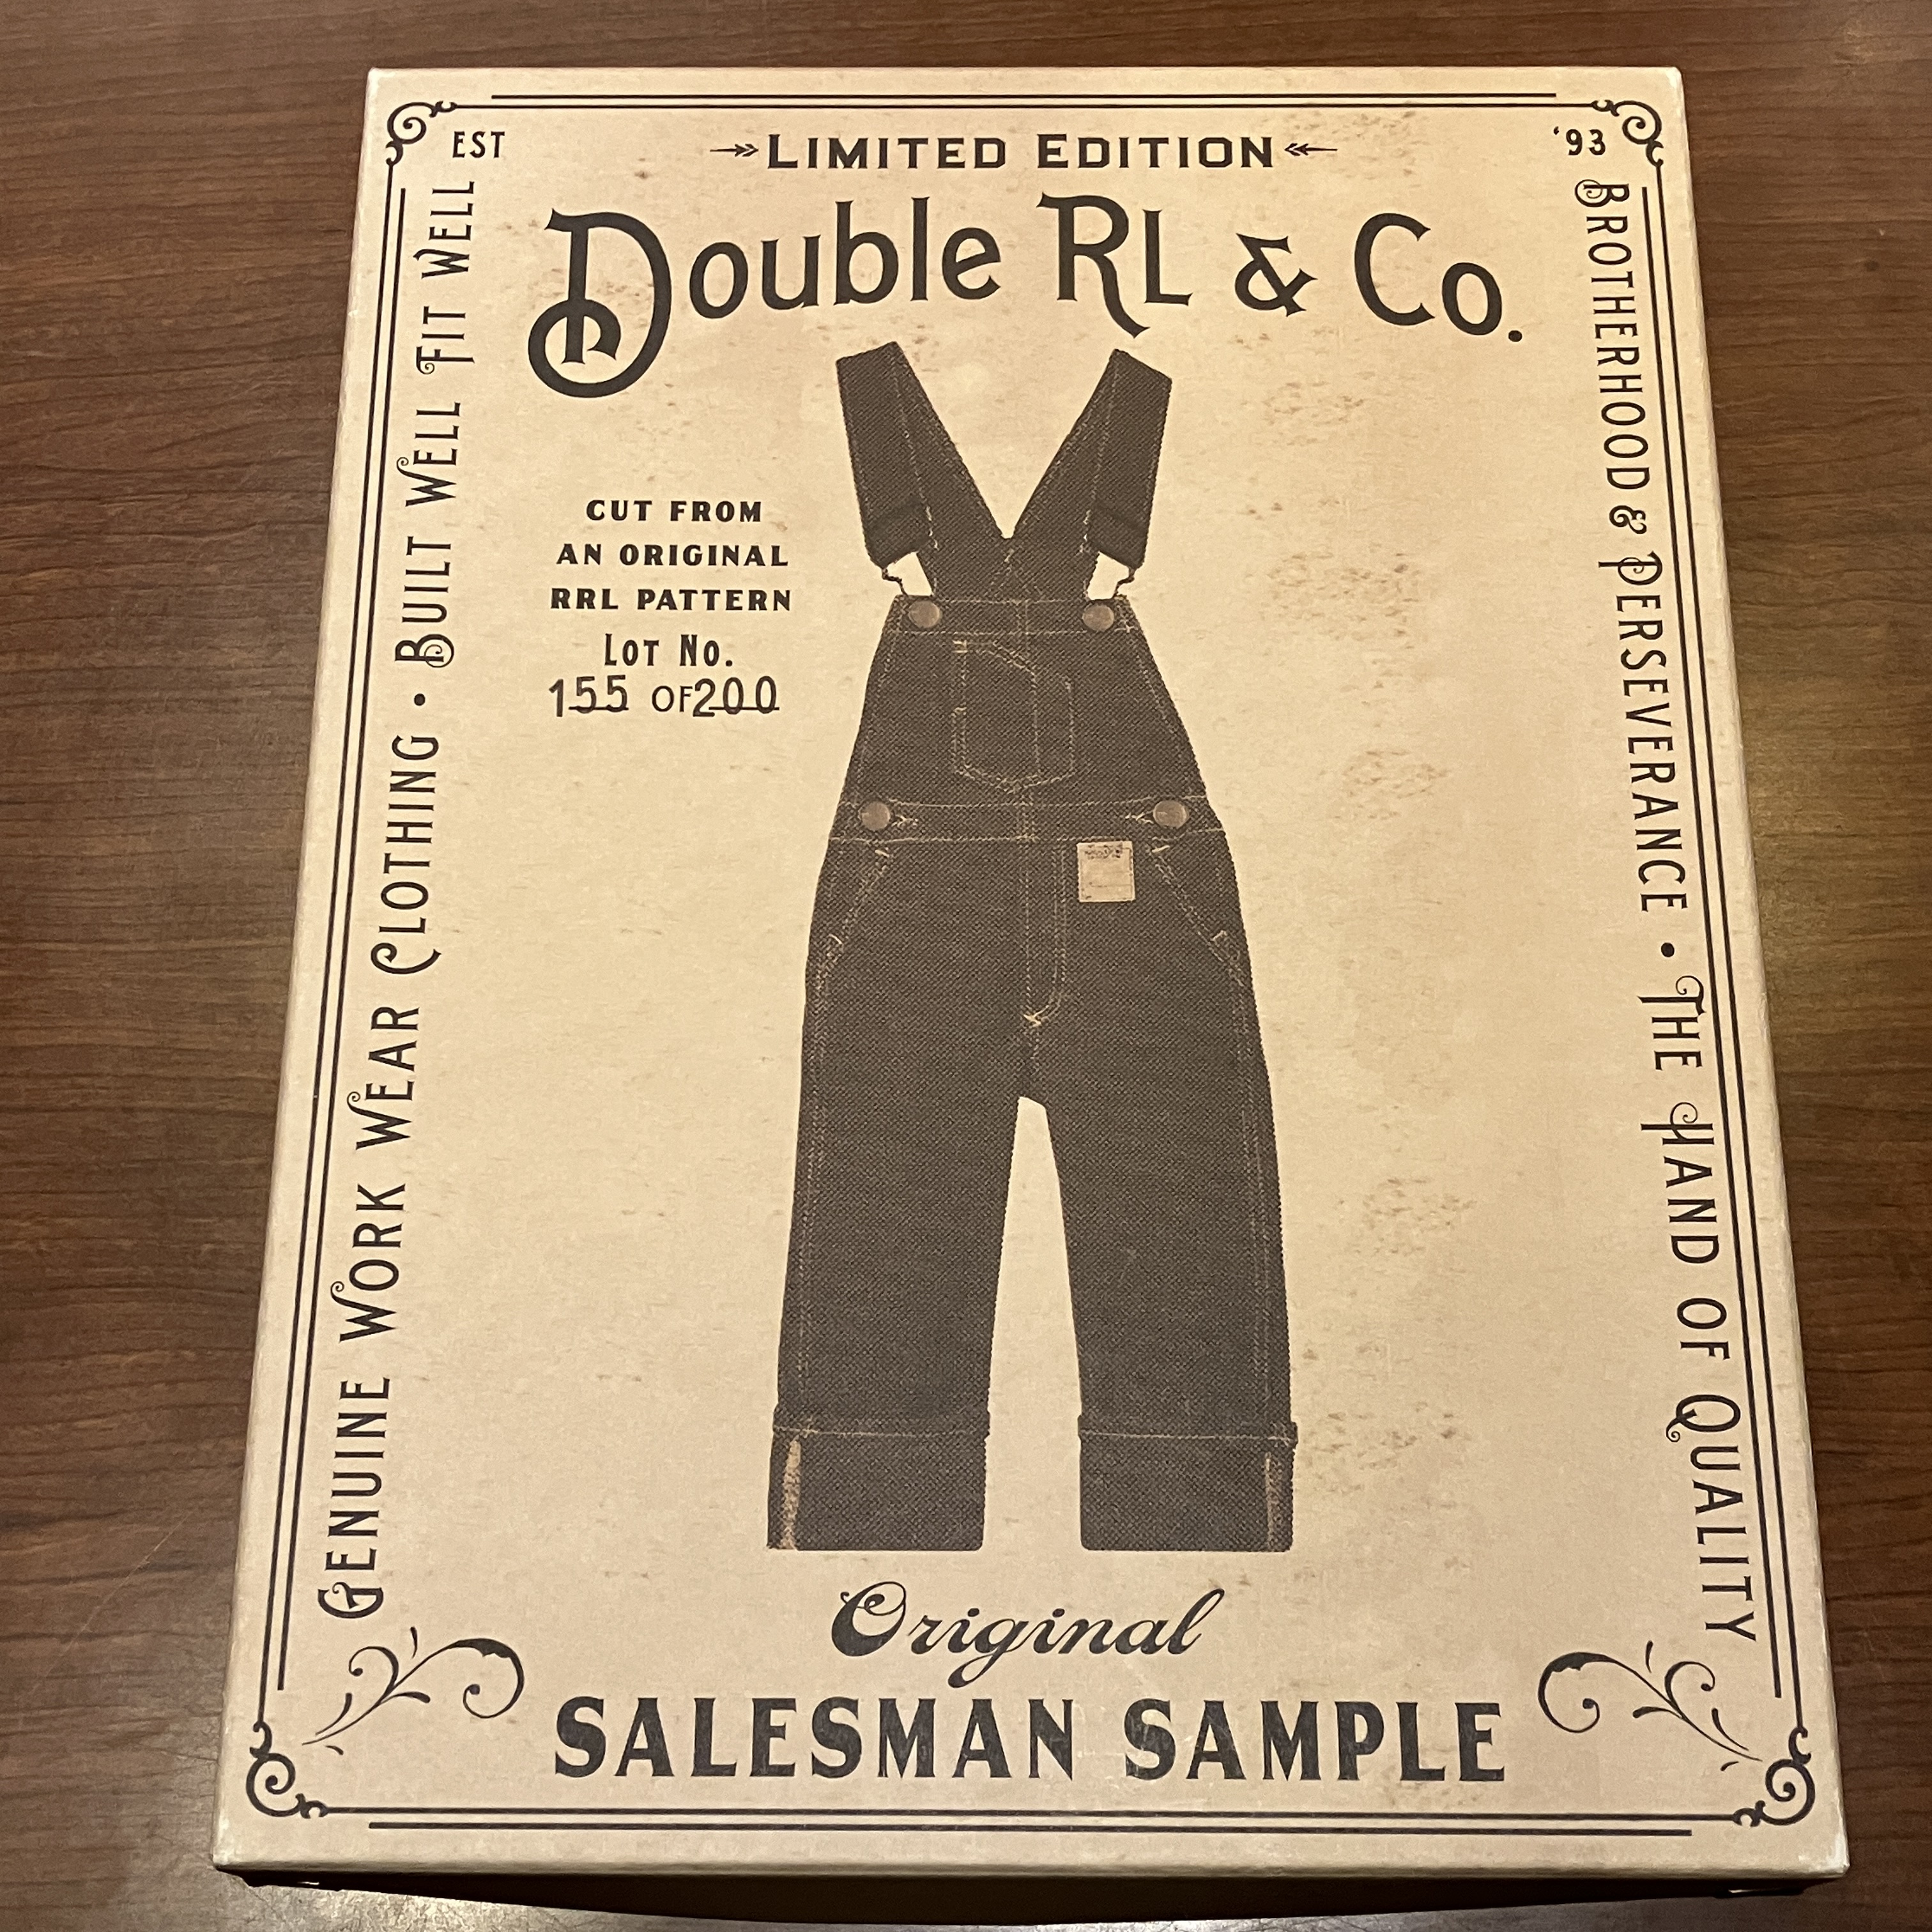 EST
LIMITED EDITION
'93
Double RL & Co.
CUT FROM
AN ORIGINAL
RRL PATTERN
LOT No.
155 OF 200
GENUINE WORK WEAR CLOTHING • BUILT WELL FIT WELL
BROTHERHOOD & PERSEVERANCE • THE HAND OF QUALITY
Original
SALESMAN SAMPLE